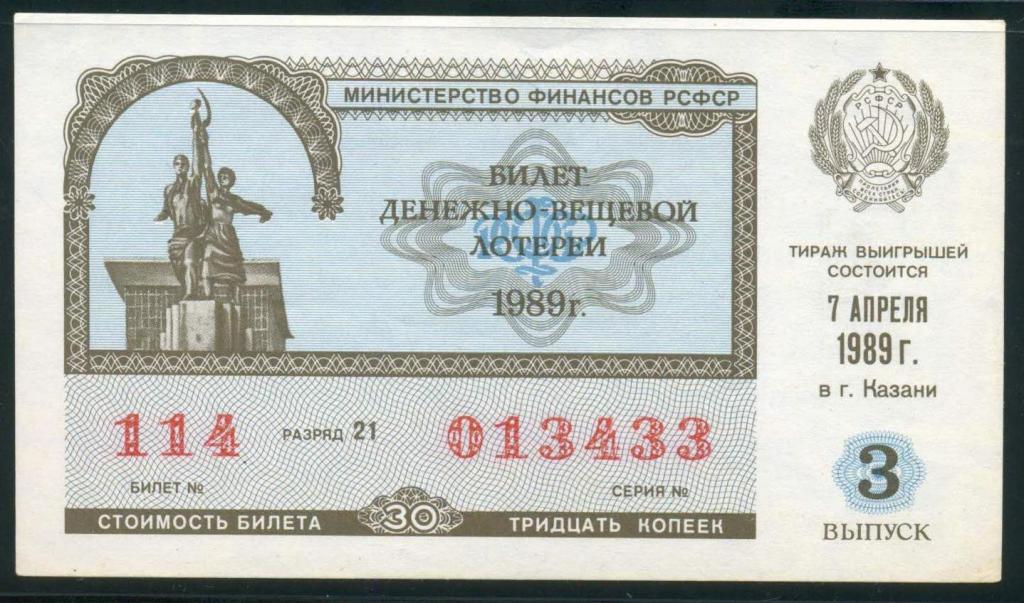 МИНИСТЕРСТВО ФИНАНСОВ РСФСР
БИЛЕТ
ДЕНЕЖНО-ВЕЩЕВОЙ
ЛОТЕРЕИ
1989г.
114 РАЗРЯД 21 013433
БИЛЕТ № СЕРИЯ №
СТОИМОСТЬ БИЛЕТА 30 ТРИДЦАТЬ КОПЕЕК
РСФСР
ТИРАЖ ВЫИГРЫШЕЙ
СОСТОИТСЯ
7 АПРЕЛЯ
1989 г.
в г. Казани
3
ВЫПУСК